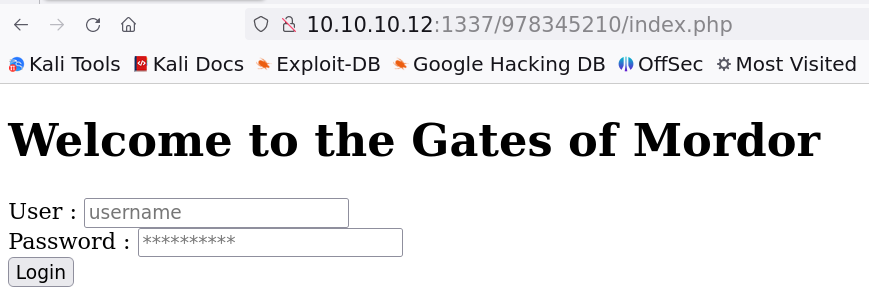 10.10.10.12:1337/978345210/index.php
Kali Tools Kali Docs Exploit-DB Google Hacking DB OffSec Most Visited
Welcome to the Gates of Mordor
User : username
Password : **********
Login